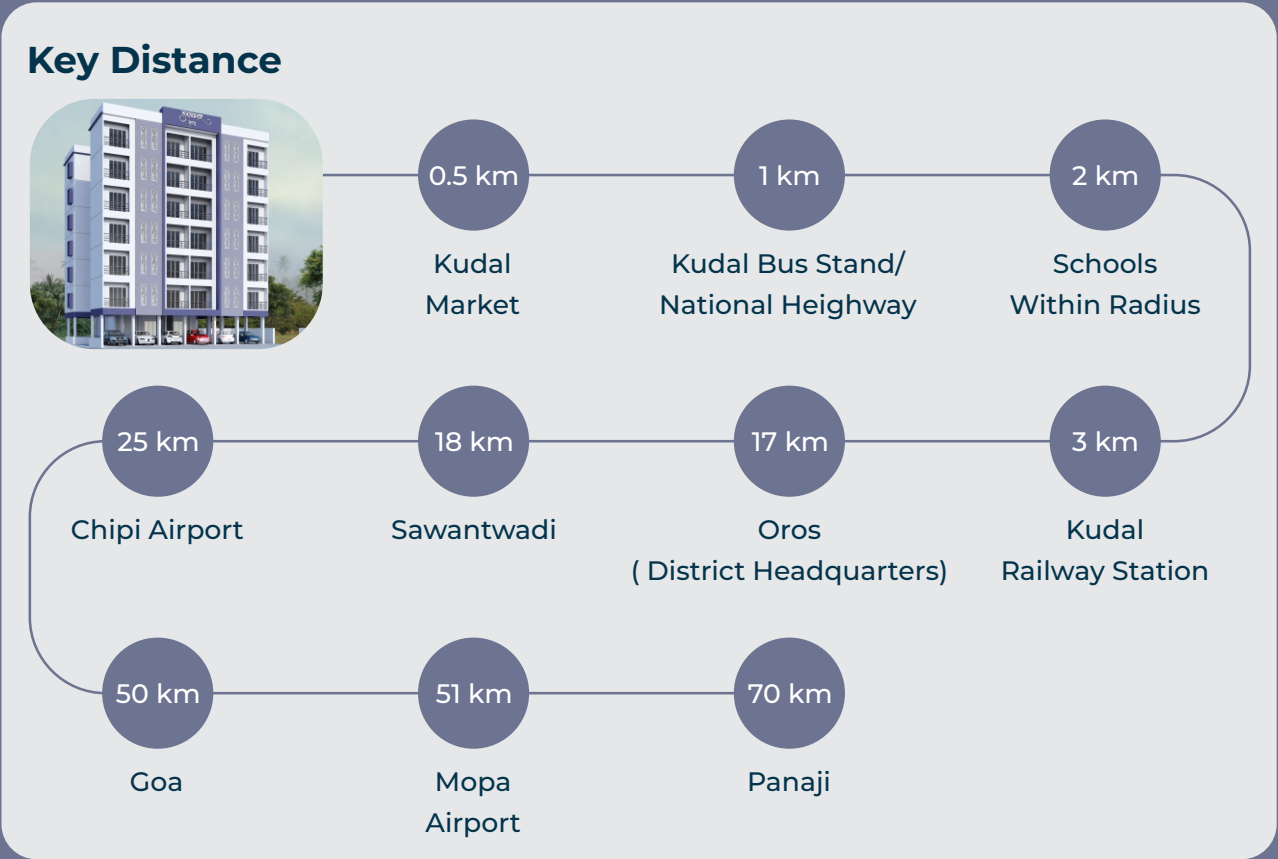 Key Distance
0.5 km
Kudal
Market
1 km
Kudal Bus Stand/
National Heighway
2 km
Schools
Within Radius
3 km
Kudal
Railway Station
17 km
Oros
( District Headquarters)
18 km
Sawantwadi
25 km
Chipi Airport
50 km
Goa
51 km
Mopa
Airport
70 km
Panaji